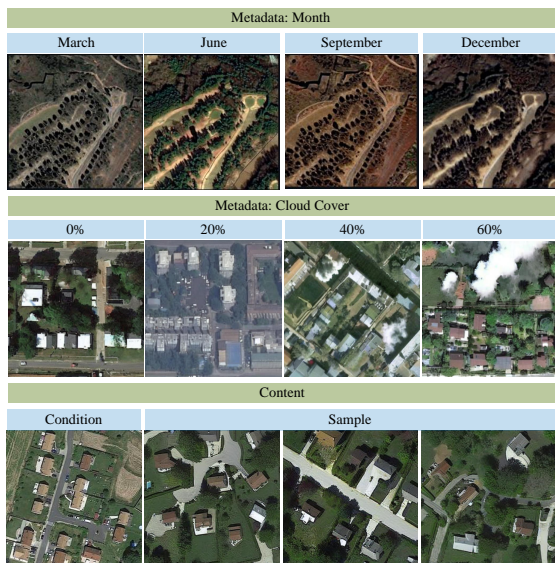 Metadata: Month
March June September December
Metadata: Cloud Cover
0% 20% 40% 60%
Content
Condition Sample